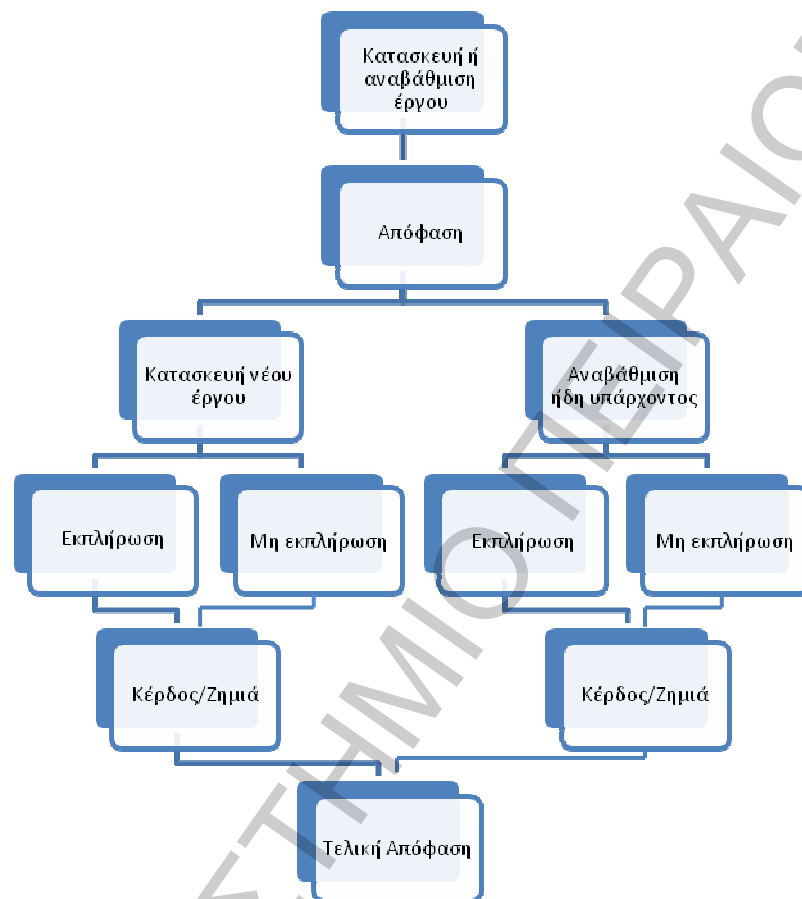 Κατασκευή ή
αναβάθμιση
έργου
Απόφαση
Κατασκευή νέου
έργου
Αναβάθμιση
ήδη υπάρχοντος
Εκπλήρωση
Μη εκπλήρωση
Εκπλήρωση
Μη εκπλήρωση
Κέρδος/Ζημιά
Κέρδος/Ζημιά
Τελική Απόφαση